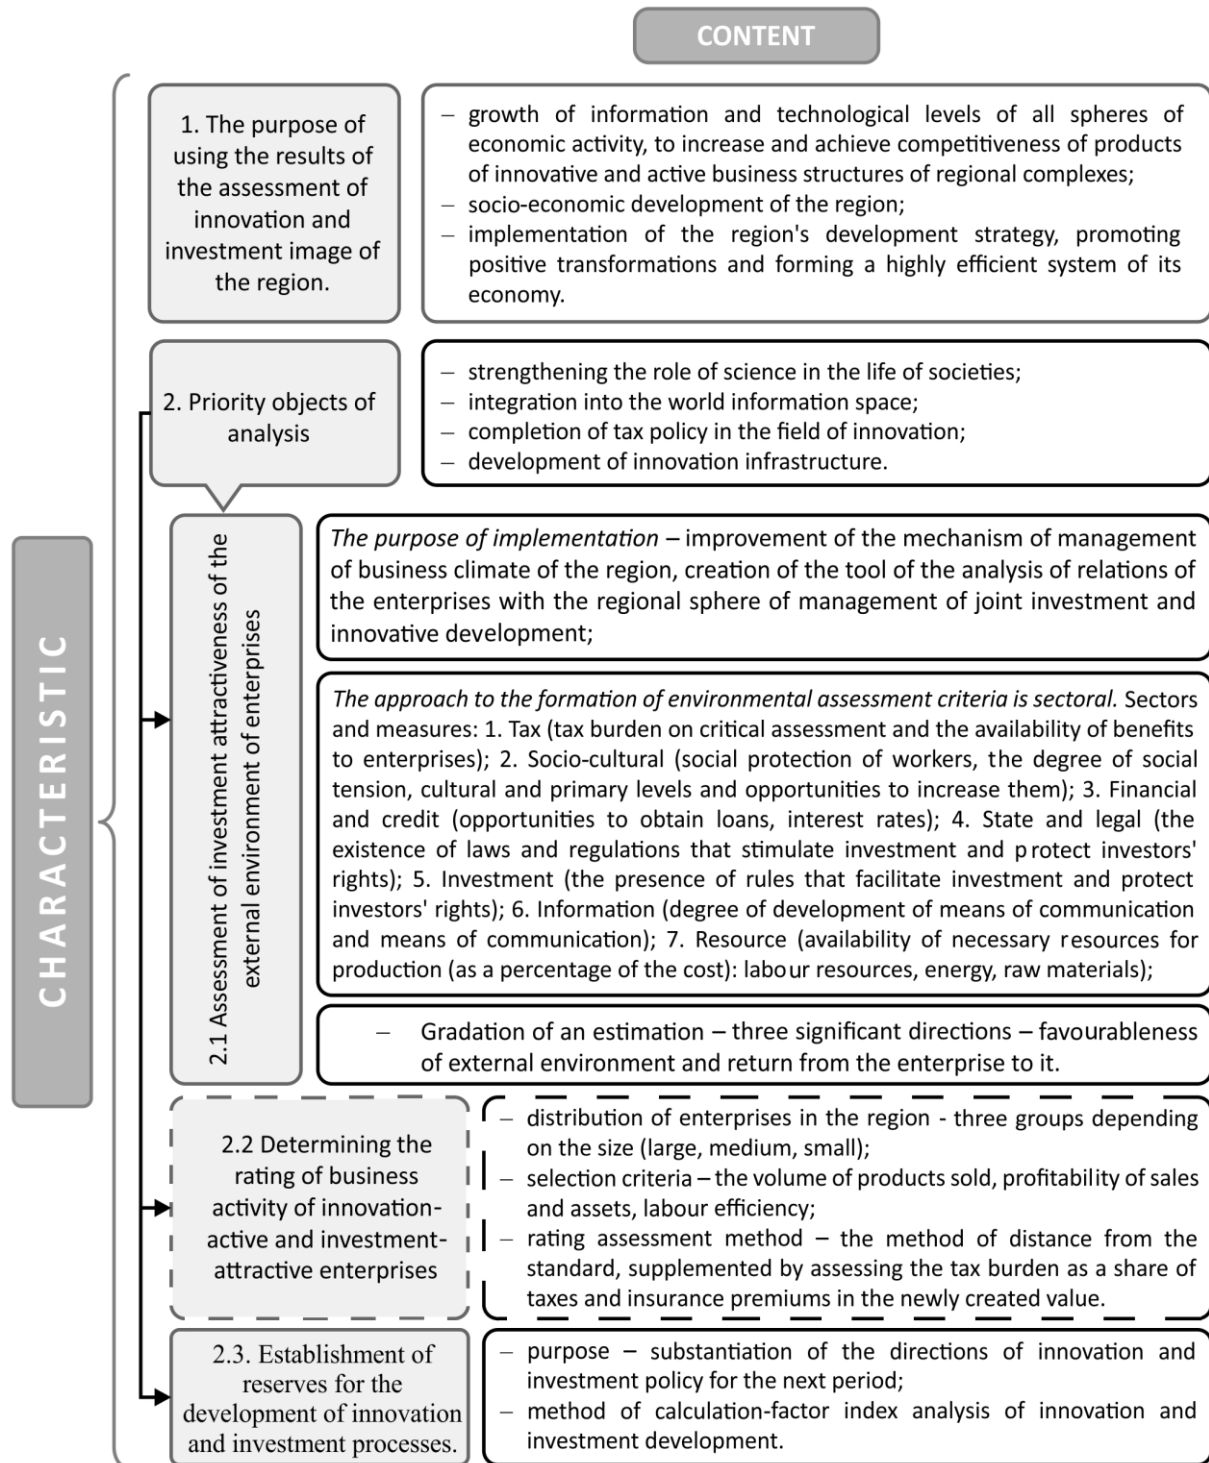 CONTENT
CHARACTERISTIC
1. The purpose of
using the results of
the assessment of
innovation and
investment image of
the region.
– growth of information and technological levels of all spheres of
economic activity, to increase and achieve competitiveness of products
of innovative and active business structures of regional complexes;
– socio-economic development of the region;
– implementation of the region's development strategy, promoting
positive transformations and forming a highly efficient system of its
economy.
2. Priority objects of
analysis
– strengthening the role of science in the life of societies;
– integration into the world information space;
– completion of tax policy in the field of innovation;
– development of innovation infrastructure.
2.1 Assessment of investment attractiveness of the
external environment of enterprises
The purpose of implementation – improvement of the mechanism of management
of business climate of the region, creation of the tool of the analysis of relations of
the enterprises with the regional sphere of management of joint investment and
innovative development;
The approach to the formation of environmental assessment criteria is sectoral. Sectors
and measures: 1. Tax (tax burden on critical assessment and the availability of benefits
to enterprises); 2. Socio-cultural (social protection of workers, the degree of social
tension, cultural and primary levels and opportunities to increase them); 3. Financial
and credit (opportunities to obtain loans, interest rates); 4. State and legal (the
existence of laws and regulations that stimulate investment and protect investors'
rights); 5. Investment (the presence of rules that facilitate investment and protect
investors' rights); 6. Information (degree of development of means of communication
and means of communication); 7. Resource (availability of necessary resources for
production (as a percentage of the cost): labour resources, energy, raw materials);
– Gradation of an estimation – three significant directions – favourableness
of external environment and return from the enterprise to it.
2.2 Determining the
rating of business
activity of innovation-
active and investment-
attractive enterprises
– distribution of enterprises in the region - three groups depending
on the size (large, medium, small);
– selection criteria – the volume of products sold, profitability of sales
and assets, labour efficiency;
– rating assessment method – the method of distance from the
standard, supplemented by assessing the tax burden as a share of
taxes and insurance premiums in the newly created value.
2.3. Establishment of
reserves for the
development of innovation
and investment processes.
– purpose – substantiation of the directions of innovation and
investment policy for the next period;
– method of calculation-factor index analysis of innovation and
investment development.